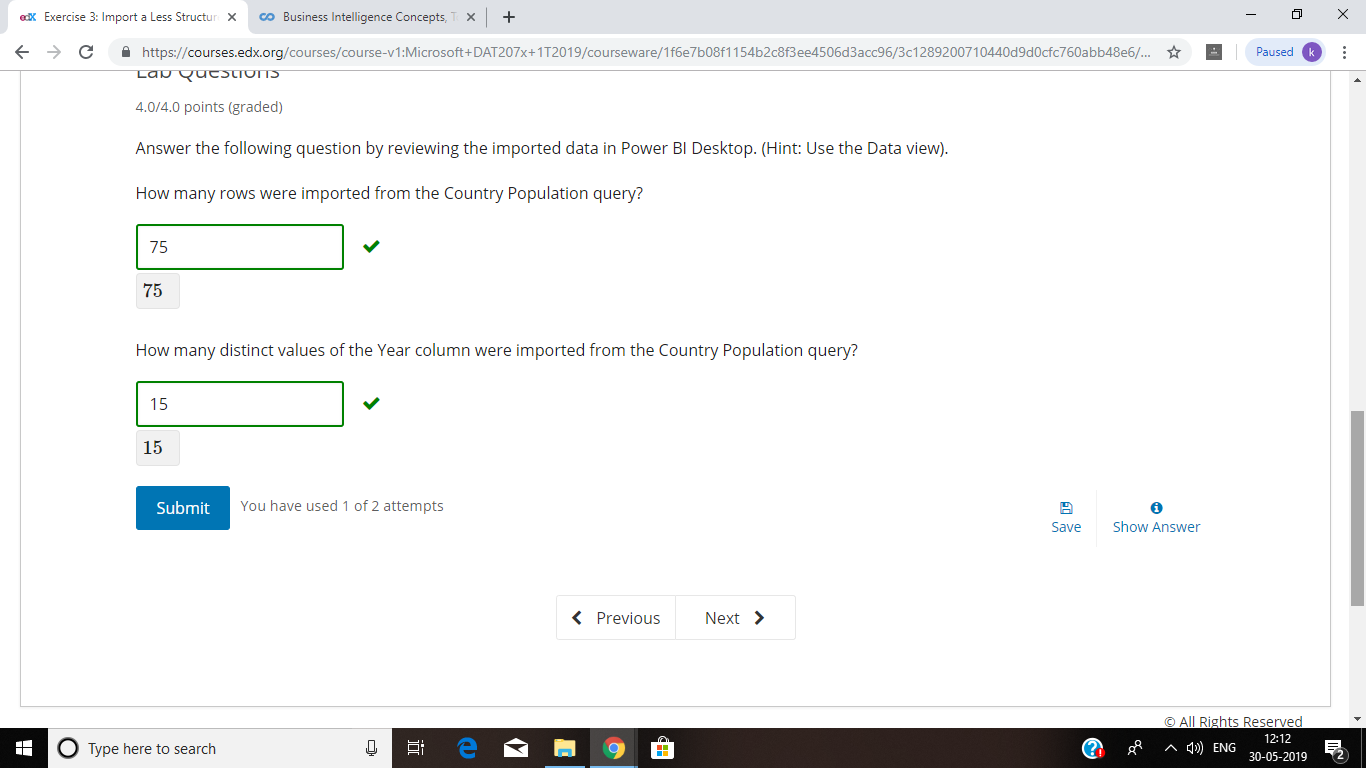 edX Exercise 3: Import a Less Structur
Business Intelligence Concepts, T
https://courses.edx.org/courses/course-v1:Microsoft+DAT207x+1T2019/courseware/1f6e7b08f1154b2c8f3ee4506d3acc96/3c1289200710440d9d0cfc760abb48e6/...
Paused k
Lab Questions
4.0/4.0 points (graded)
Answer the following question by reviewing the imported data in Power BI Desktop. (Hint: Use the Data view).
How many rows were imported from the Country Population query?
75
75
How many distinct values of the Year column were imported from the Country Population query?
15
15
Submit
You have used 1 of 2 attempts
Save
Show Answer
Previous
Next
© All Rights Reserved
Type here to search
ENG
12:12
30-05-2019
2